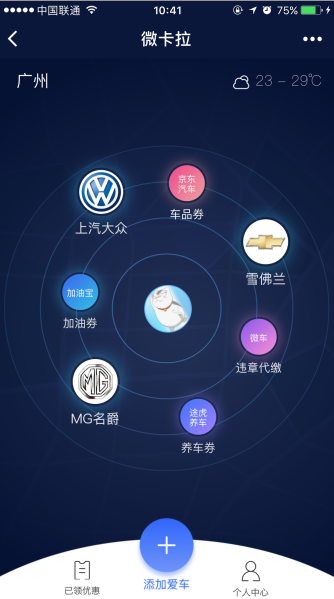 中国联通 10:41 75%
微卡拉
广州 23 - 29℃
京东
汽车
车品券
上汽大众
雪佛兰
加油宝
加油券
微车
违章代缴
MG
MG名爵
途虎
养车
养车券
已领优惠
添加爱车
个人中心